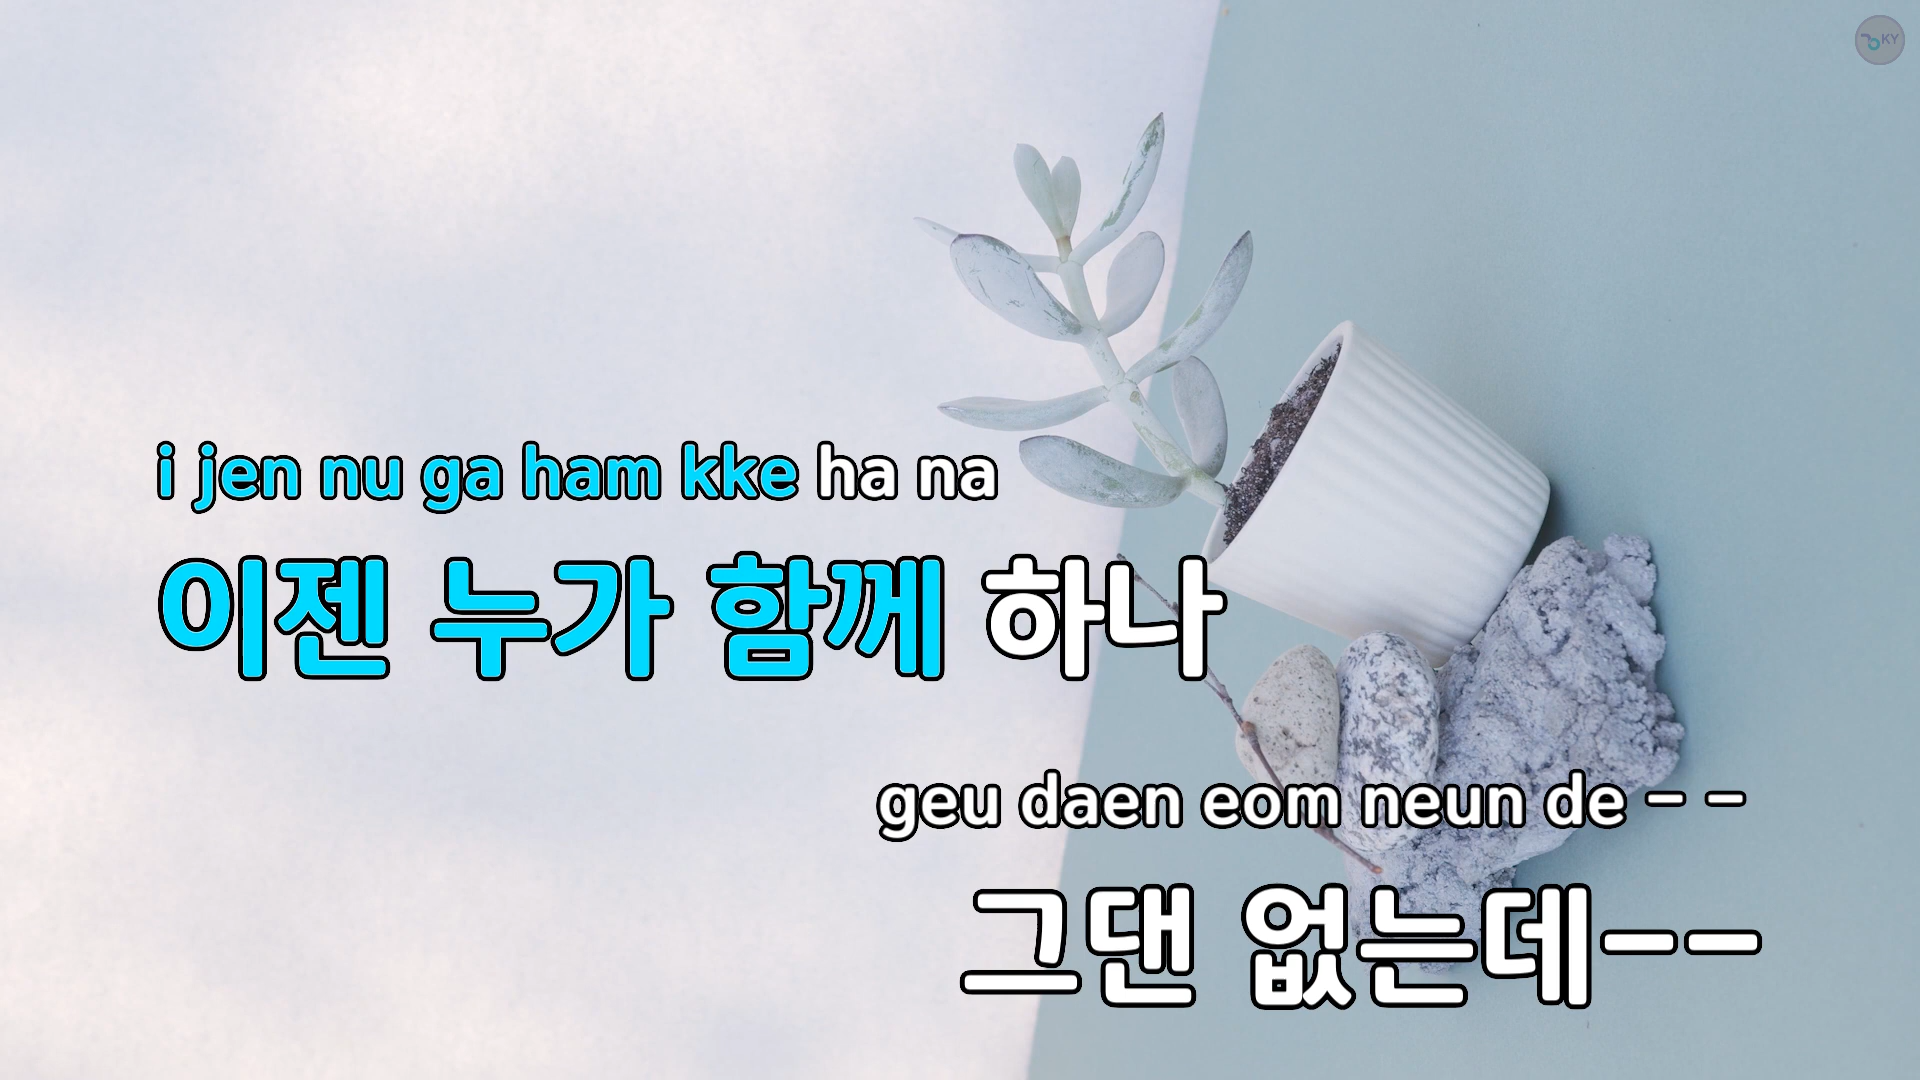 KY
i jen nu ga ham kke ha na
이젠 누가 함께 하나
geu daen eom neun de – –
그댄 없는데––